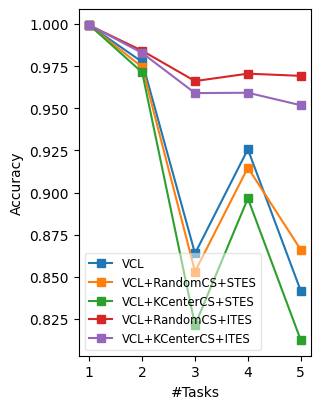 1.000
0.975
0.950
0.925
0.900
0.875
0.850
0.825
Accuracy
VCL
VCL+RandomCS+STES
VCL+KCenterCS+STES
VCL+RandomCS+ITES
VCL+KCenterCS+ITES
1 2 3 4 5
#Tasks